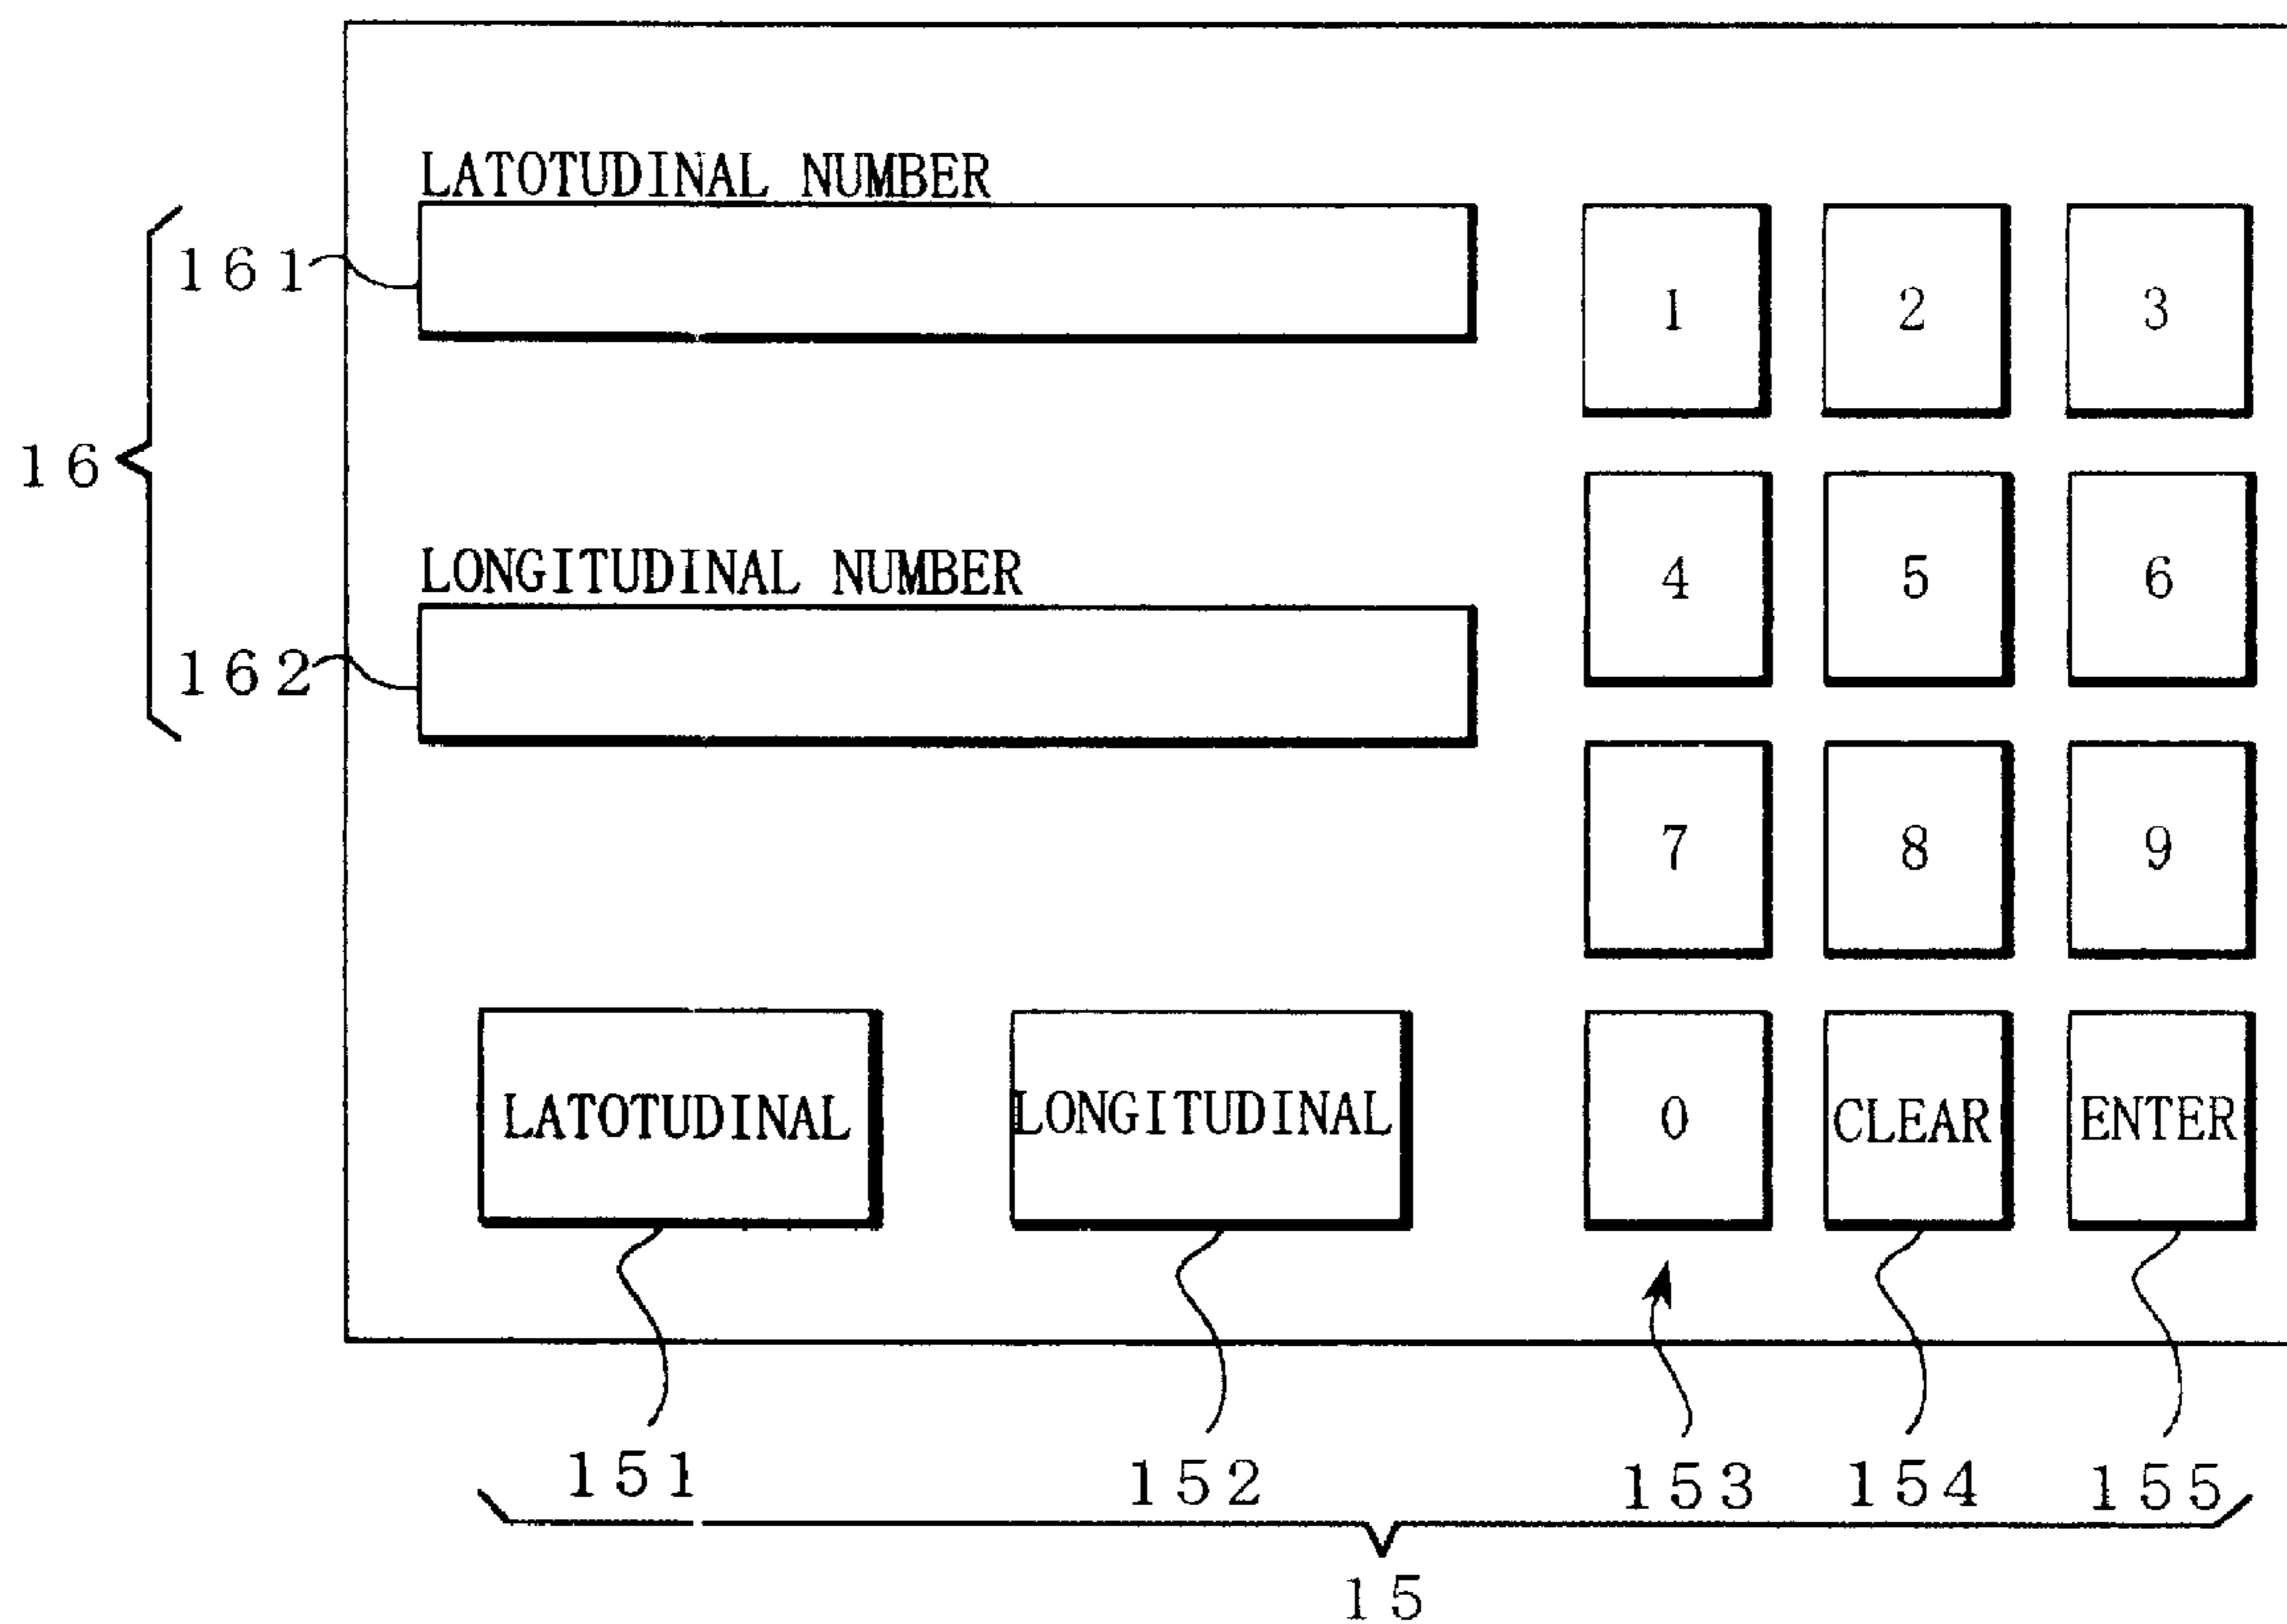 LATOTUDINAL NUMBER
161
1 2 3
16
LONGITUDINAL NUMBER
4 5 6
162
7 8 9
LATOTUDINAL LONGITUDINAL 0 CLEAR ENTER
151 152 153 154 155
15